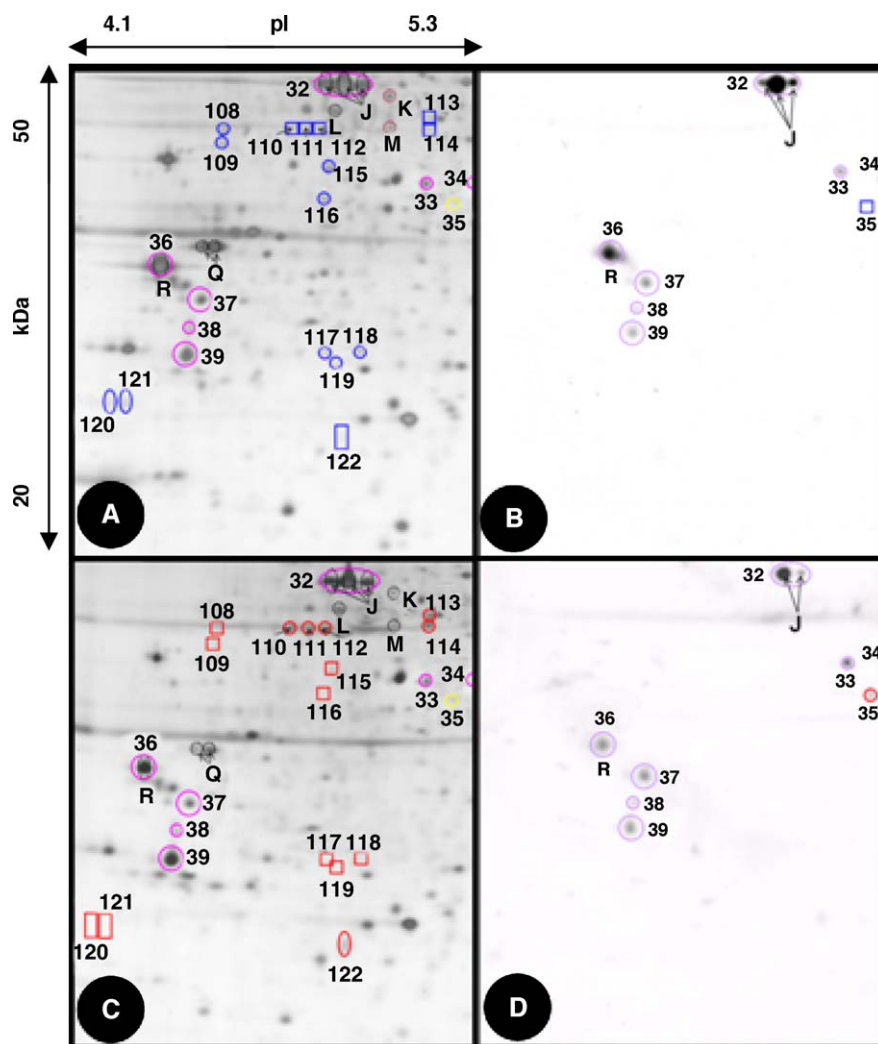 4.1 pI 5.3
kDa
50
20
32 J K 113
108 L M 114
109 110 111 112
115
116 34
33
35
36
R Q
37
38
39
117 118
119
121
120
122
A
32
J
34
33
35
36
R 37
38
39
B
32 J K 113
108 L M 114
109 110 111 112
115
116 34
33
35
36
R Q
37
38
39
117 118
119
121
120
122
C
32
J
34
33
35
36
R 37
38
39
D